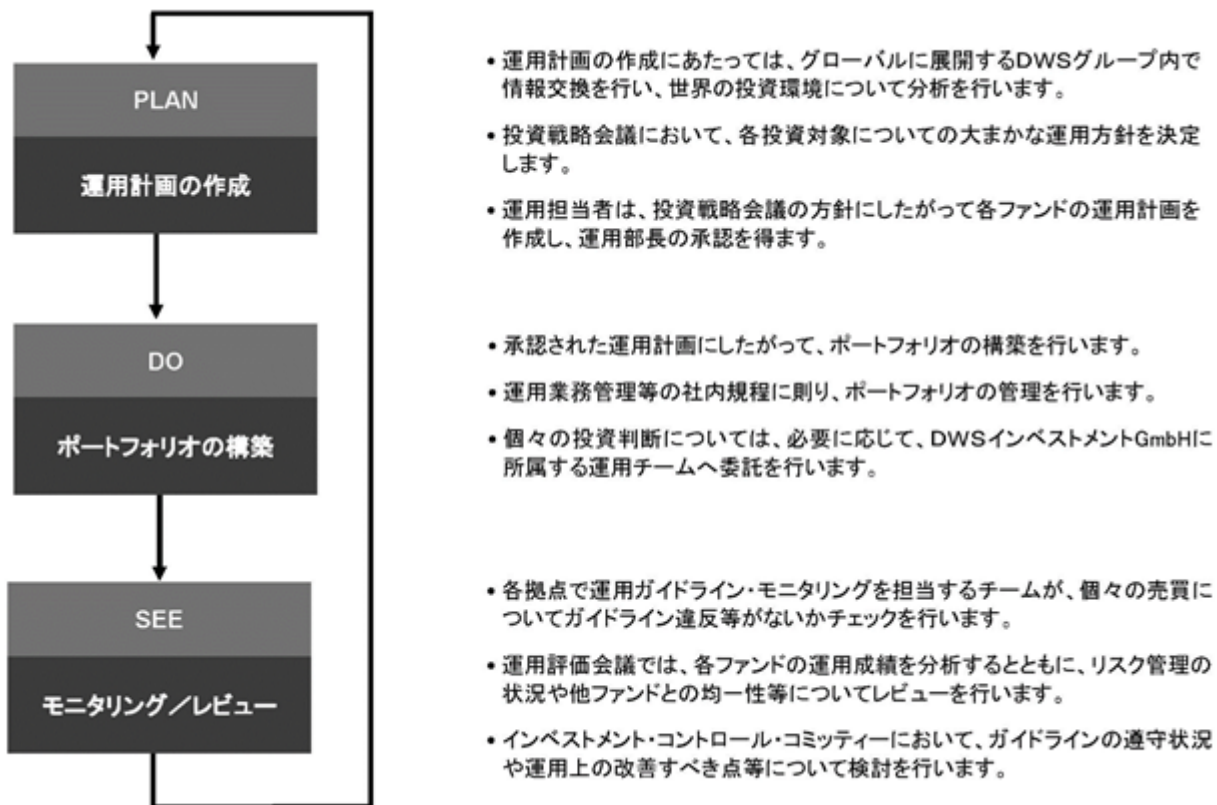 PLAN
運用計画の作成
• 運用計画の作成にあたっては、グローバルに展開するDWSグループ内で
情報交換を行い、世界の投資環境について分析を行います。
• 投資戦略会議において、各投資対象についての大まかな運用方針を決定
します。
• 運用担当者は、投資戦略会議の方針にしたがって各ファンドの運用計画を
作成し、運用部長の承認を得ます。
DO
ポートフォリオの構築
• 承認された運用計画にしたがって、ポートフォリオの構築を行います。
• 運用業務管理等の社内規程に則り、ポートフォリオの管理を行います。
• 個々の投資判断については、必要に応じて、DWSインベストメントGmbHに
所属する運用チームへ委託を行います。
SEE
モニタリング／レビュー
• 各拠点で運用ガイドライン・モニタリングを担当するチームが、個々の売買に
ついてガイドライン違反等がないかチェックを行います。
• 運用評価会議では、各ファンドの運用成績を分析するとともに、リスク管理の
状況や他ファンドとの均一性等についてレビューを行います。
• インベストメント・コントロール・コミッティーにおいて、ガイドラインの遵守状況
や運用上の改善すべき点等について検討を行います。